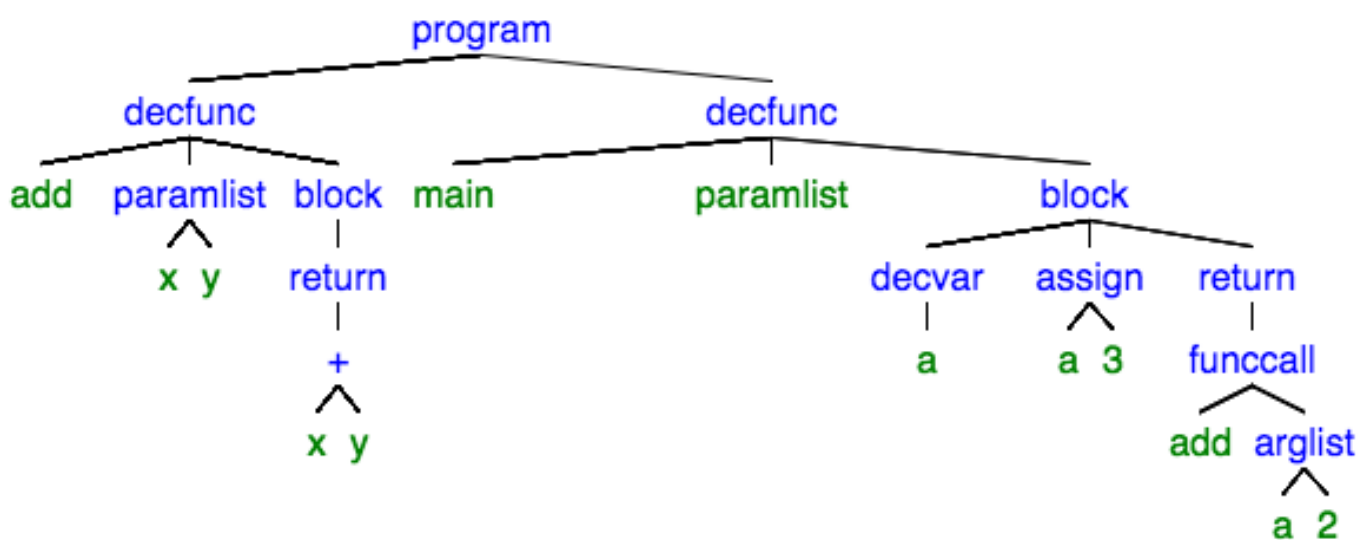 program
decfunc decfunc
add paramlist block main paramlist block
x y return decvar assign return
+ a a 3 funccall
x y add arglist
a 2